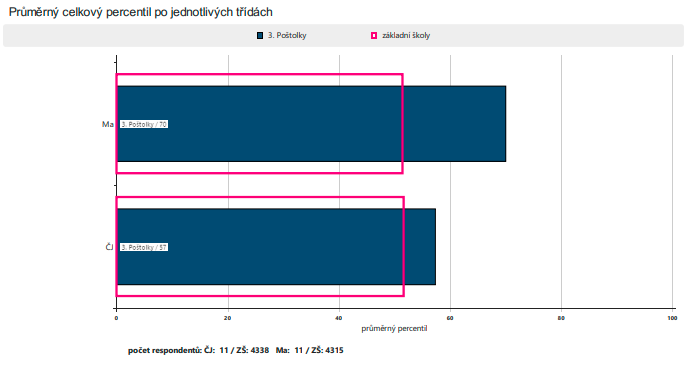 Průměrný celkový percentil po jednotlivých třídách
3. Poštolky základní školy
Ma
3. Poštolky / 70
ČJ
3. Poštolky / 57
0 20 40 60 80 100
průměrný percentil
počet respondentů: ČJ: 11 / ZŠ: 4338 Ma: 11 / ZŠ: 4315